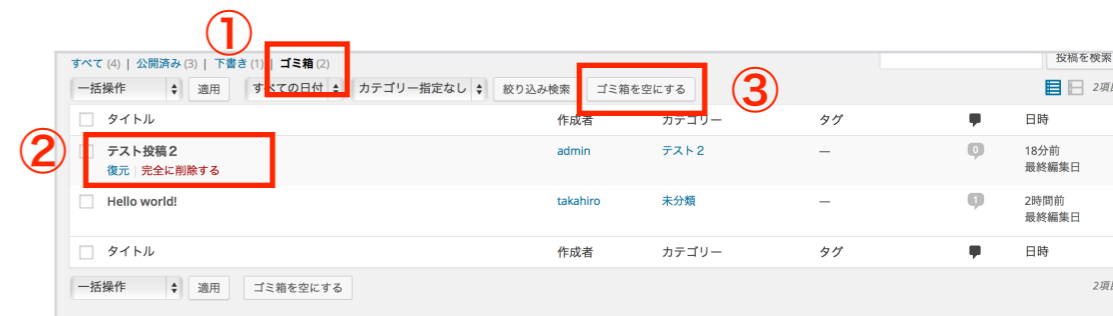 ①
すべて (4) | 公開済み (3) | 下書き (1) | ゴミ箱 (2)
投稿を検索
一括操作 適用 すべての日付 カテゴリー指定なし 絞り込み検索 ゴミ箱を空にする ③ 2項目
タイトル 作成者 カテゴリー タグ 日時
② テスト投稿2 admin テスト2 — 0 18分前
復元 | 完全に削除する 最終編集日
Hello world! takahiro 未分類 — 1 2時間前
最終編集日
タイトル 作成者 カテゴリー タグ 日時
一括操作 適用 ゴミ箱を空にする 2項目